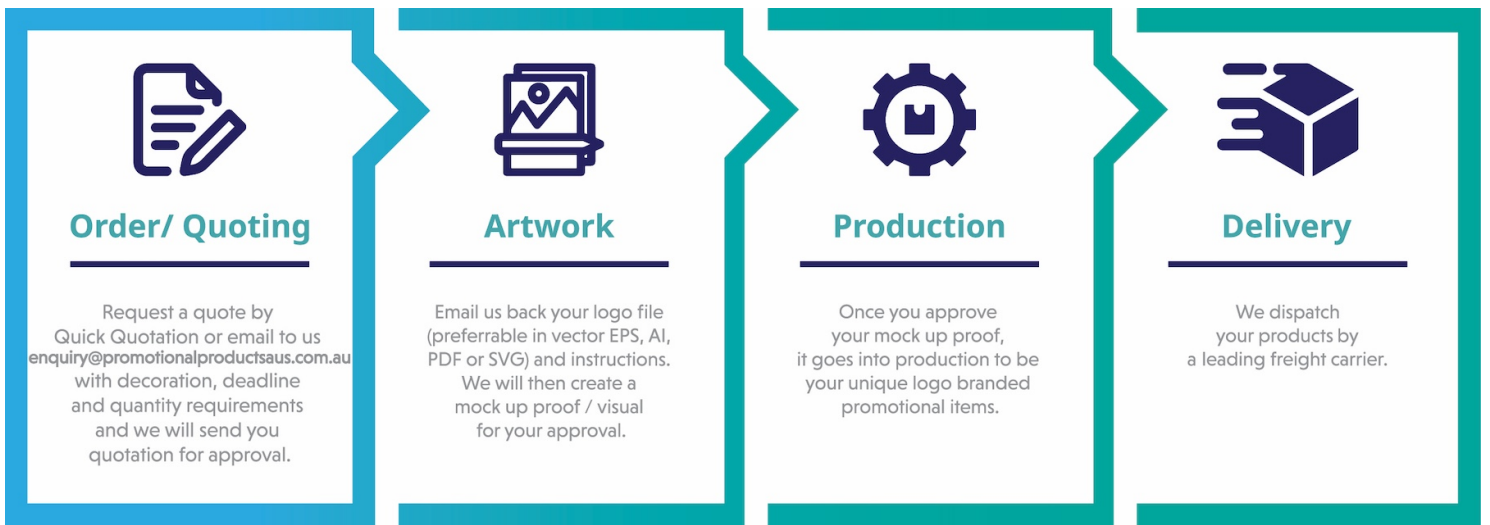 Order/ Quoting
Request a quote by
Quick Quotation or email to us
enquiry@promotionalproductsaus.com.au
with decoration, deadline
and quantity requirements
and we will send you
quotation for approval.
Artwork
Email us back your logo file
(preferrable in vector EPS, AI,
PDF or SVG) and instructions.
We will then create a
mock up proof / visual
for your approval.
Production
Once you approve
your mock up proof,
it goes into production to be
your unique logo branded
promotional items.
Delivery
We dispatch
your products by
a leading freight carrier.